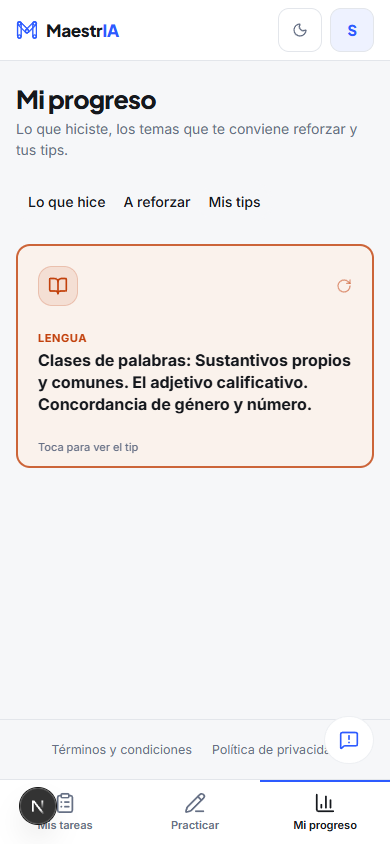 MaestrIA
S
Mi progreso
Lo que hiciste, los temas que te conviene reforzar y
tus tips.
Lo que hice A reforzar Mis tips
LENGUA
Clases de palabras: Sustantivos propios
y comunes. El adjetivo calificativo.
Concordancia de género y número.
Toca para ver el tip
Términos y condiciones Política de
N
Mis tareas Practicar Mi progreso